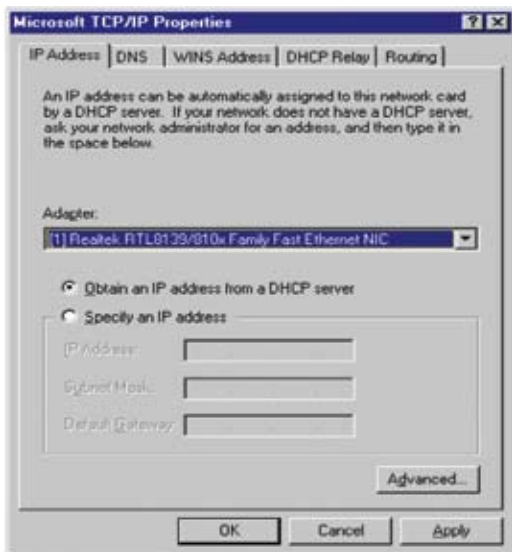 Microsoft TCP/IP Properties
IP Address
DNS
WINS Address
DHCP Relay
Routing
An IP address can be automatically assigned to this network card
by a DHCP server. If your network does not have a DHCP server,
ask your network administrator for an address, and then type it in
the space below.
Adapter:
[1] Realtek RTL8139/810x Family Fast Ethernet NIC
Obtain an IP address from a DHCP server
Specify an IP address
IP Address:
Subnet Mask:
Default Gateway:
Advanced...
OK
Cancel
Apply